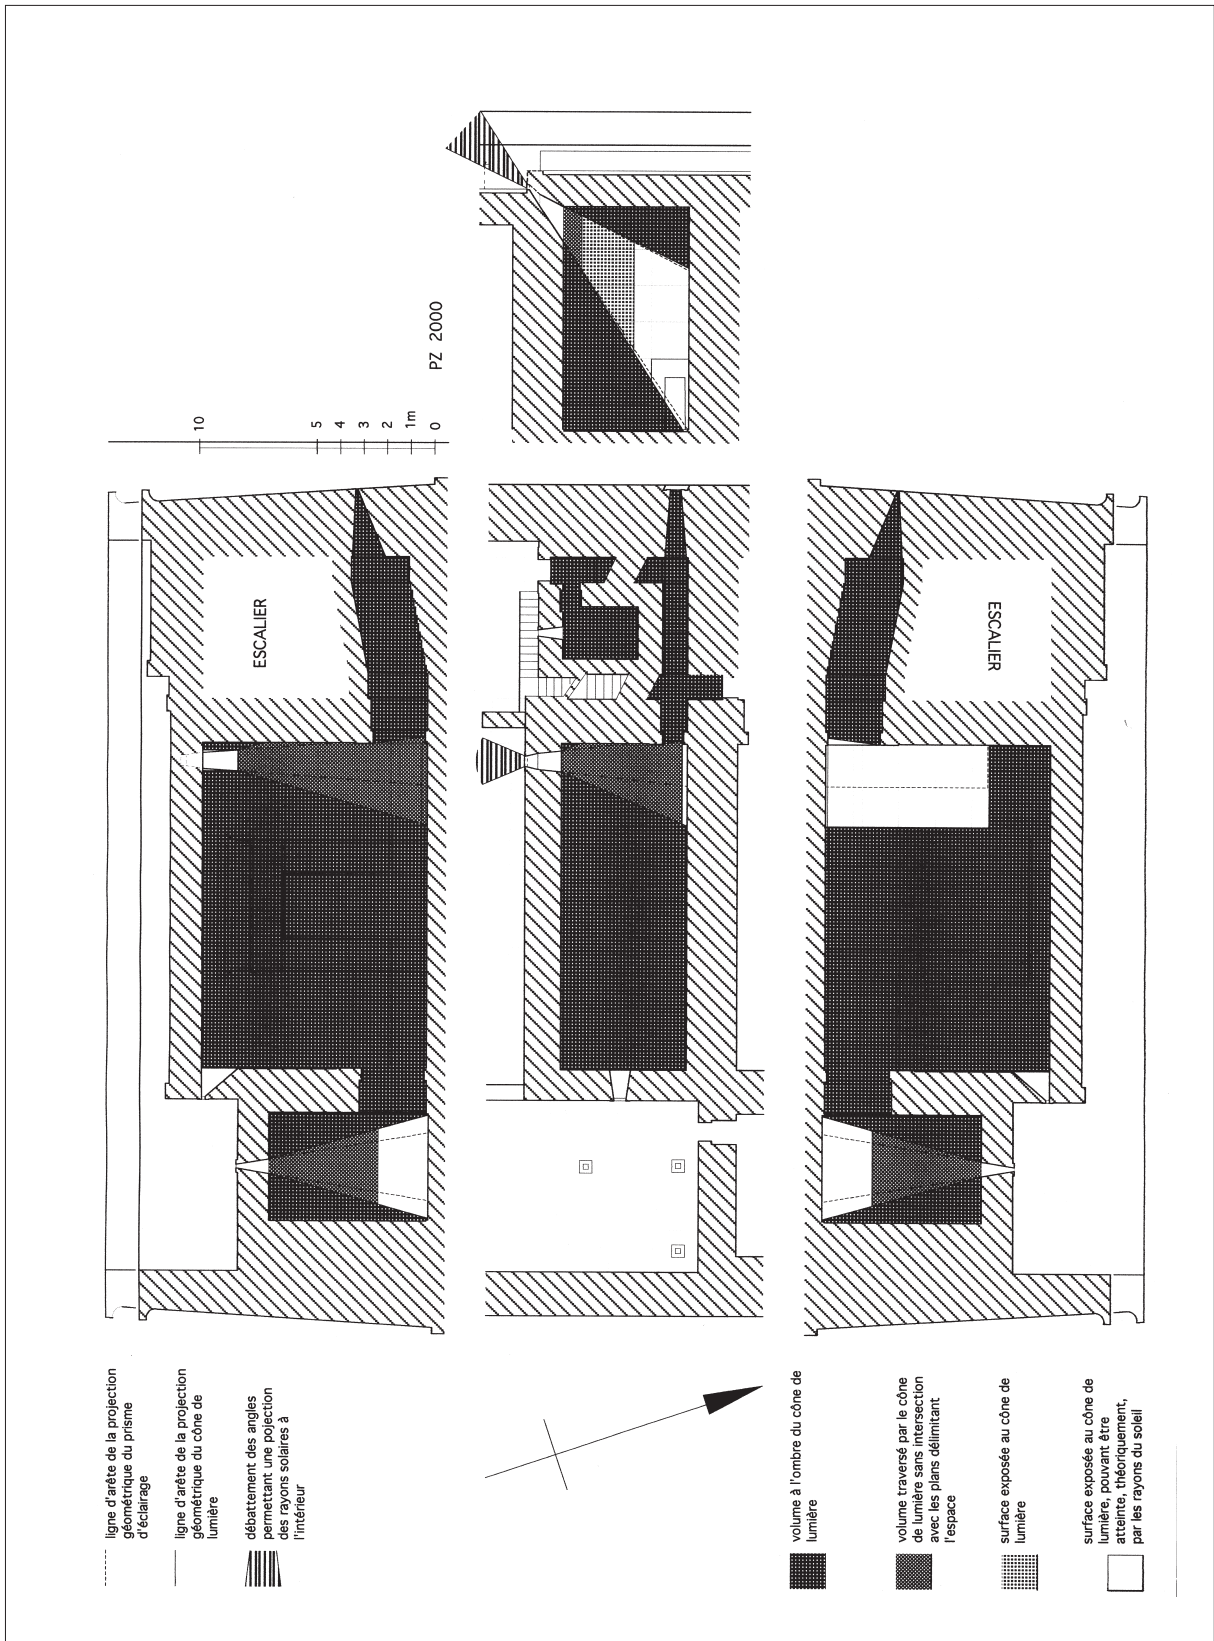 PZ 2000
10
5
4
3
2
1m
0
ESCALIER
ESCALIER
ligne d'arête de la projection
géométrique du prisme
d'éclairage
ligne d'arête de la projection
géométrique du cône de
lumière
débattement des angles
permettant une pojection
des rayons solaires à
l'intérieur
volume à l'ombre du cône de
lumière
volume traversé par le cône
de lumière sans intersection
avec les plans délimitant
l'espace
surface exposée au cône de
lumière
surface exposée au cône de
lumière, pouvant être
atteinte, théoriquement,
par les rayons du soleil